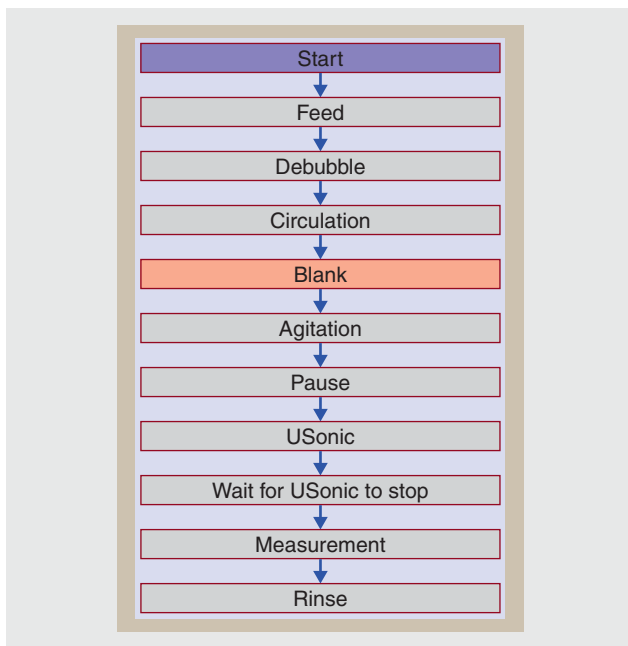 Start
Feed
Debubble
Circulation
Blank
Agitation
Pause
USonic
Wait for USonic to stop
Measurement
Rinse